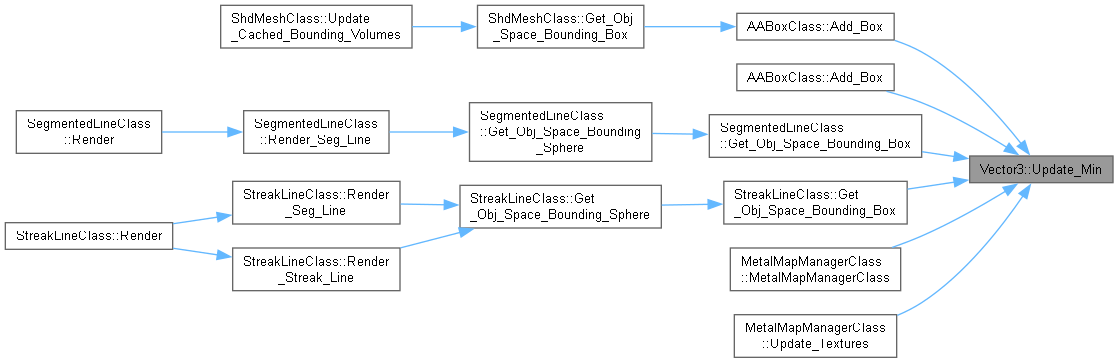 ShdMeshClass::Update
_Cached_Bounding_Volumes
ShdMeshClass::Get_Obj
_Space_Bounding_Box
AABoxClass::Add_Box
AABoxClass::Add_Box
SegmentedLineClass
::Render
SegmentedLineClass
::Render_Seg_Line
SegmentedLineClass
::Get_Obj_Space_Bounding
_Sphere
SegmentedLineClass
::Get_Obj_Space_Bounding_Box
Vector3::Update_Min
StreakLineClass::Render
StreakLineClass::Render
_Seg_Line
StreakLineClass::Render
_Streak_Line
StreakLineClass::Get
_Obj_Space_Bounding_Sphere
StreakLineClass::Get
_Obj_Space_Bounding_Box
MetalMapManagerClass
::MetalMapManagerClass
MetalMapManagerClass
::Update_Textures